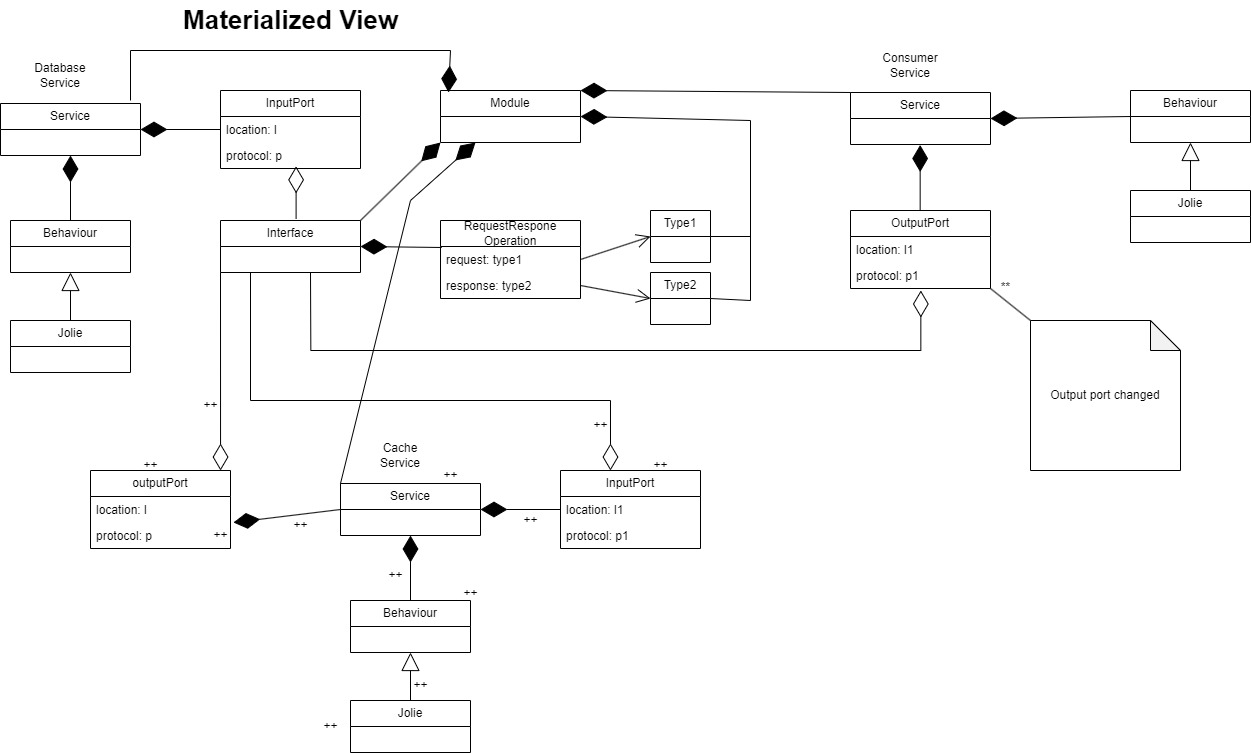 Materialized View
Database
Service
Service
InputPort
location: l
protocol: p
Module
Consumer
Service
Service
Behaviour
Jolie
Behaviour
Jolie
Interface
RequestRespone
Operation
request: type1
response: type2
Type1
Type2
OutputPort
location: l1
protocol: p1
**
Output port changed
++
++
++
outputPort
location: l
protocol: p
++
++
Cache
Service
++
Service
++
++
InputPort
location: l1
protocol: p1
++
++
Behaviour
++
++
Jolie